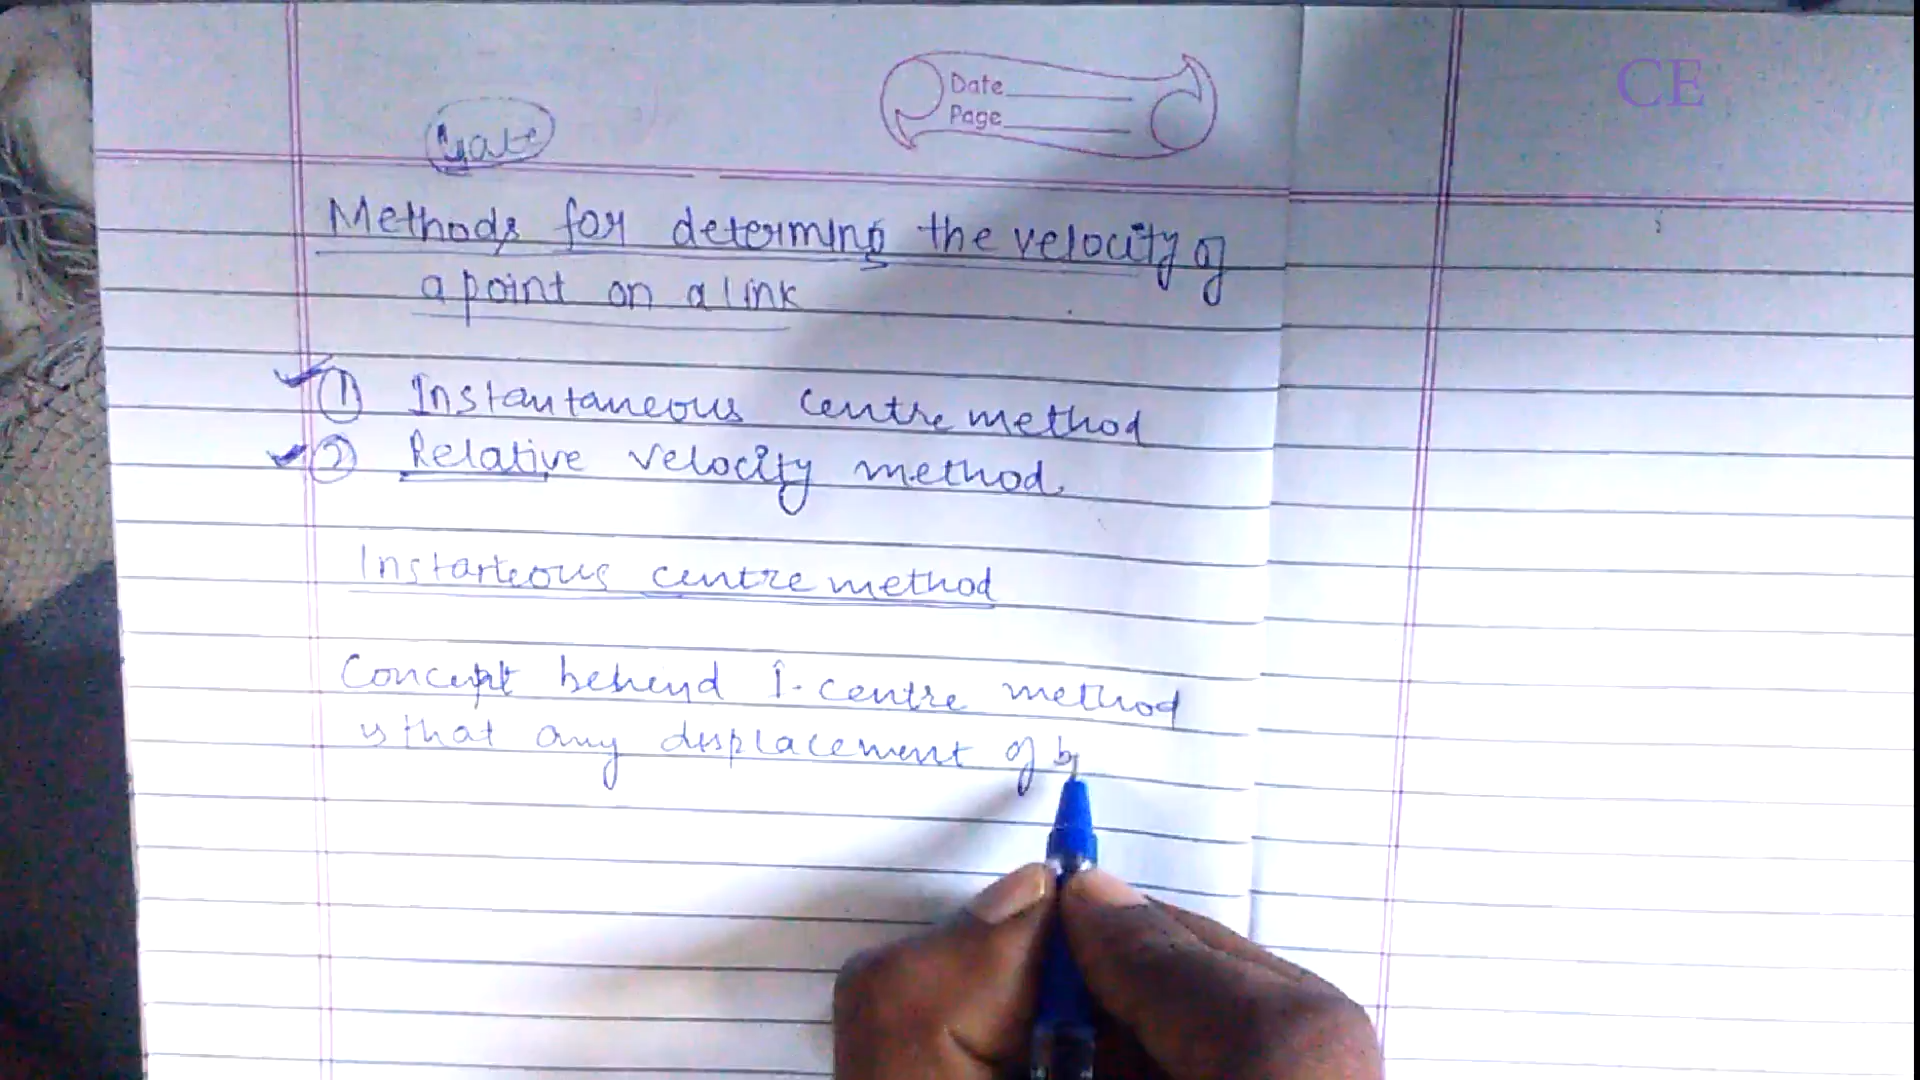 Date
CE
Page
Gate
Methods for determing the velocity of
a point on a link
① Instantaneous centre method
② Relative velocity method.
Instanteous centre method
Concept behend I-centre method
is that any displacement of b